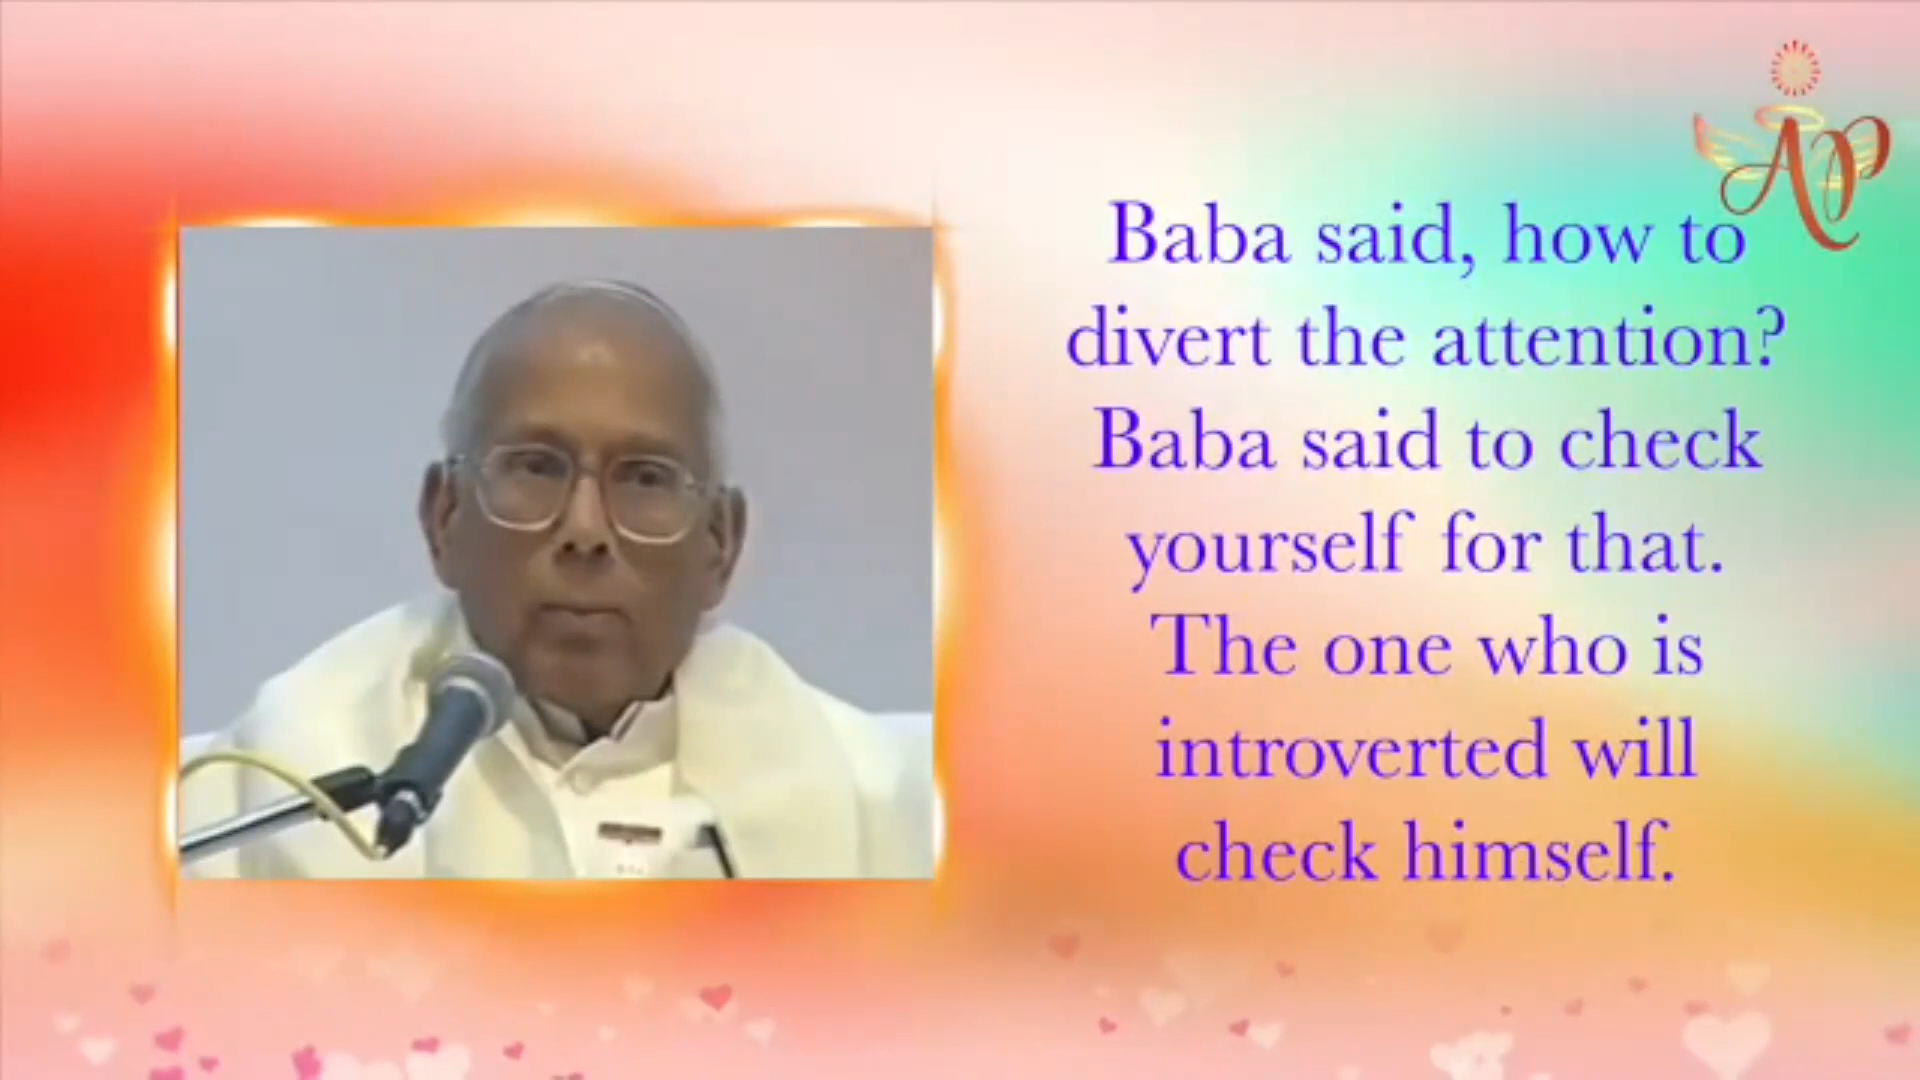 AP
Baba said, how to
divert the attention?
Baba said to check
yourself for that.
The one who is
introverted will
check himself.